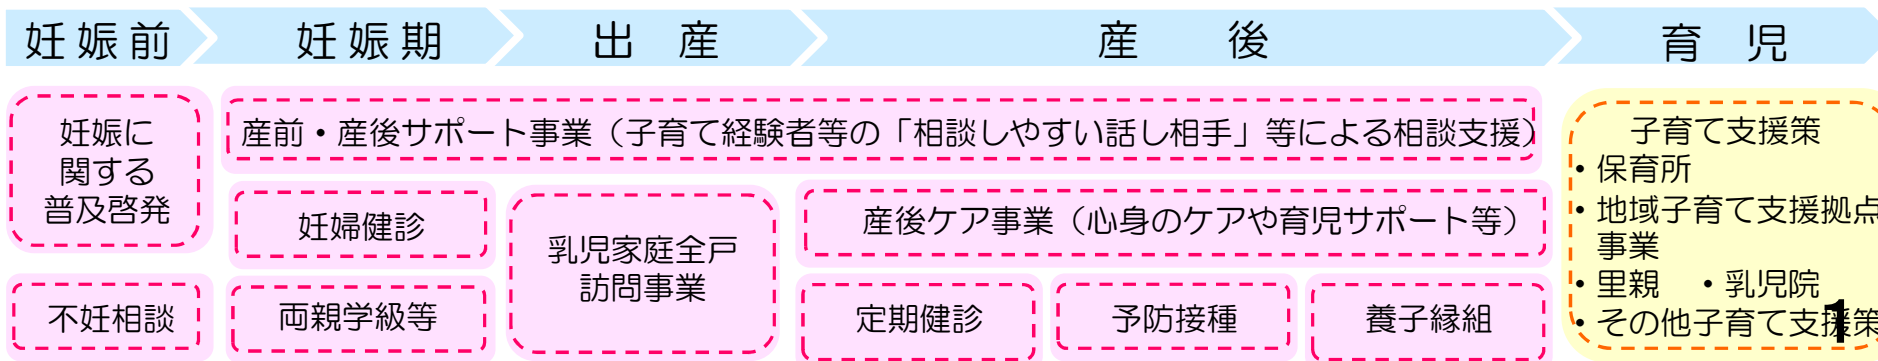 妊娠前
妊娠期
出産
産後
育児
妊娠に
関する
普及啓発
不妊相談
産前・産後サポート事業（子育て経験者等の「相談しやすい話し相手」等による相談支援）
妊婦健診
両親学級等
乳児家庭全戸
訪問事業
産後ケア事業（心身のケアや育児サポート等）
定期健診
予防接種
養子縁組
子育て支援策
・保育所
・地域子育て支援拠点
事業
・里親　・乳児院
・その他子育て支援策
1